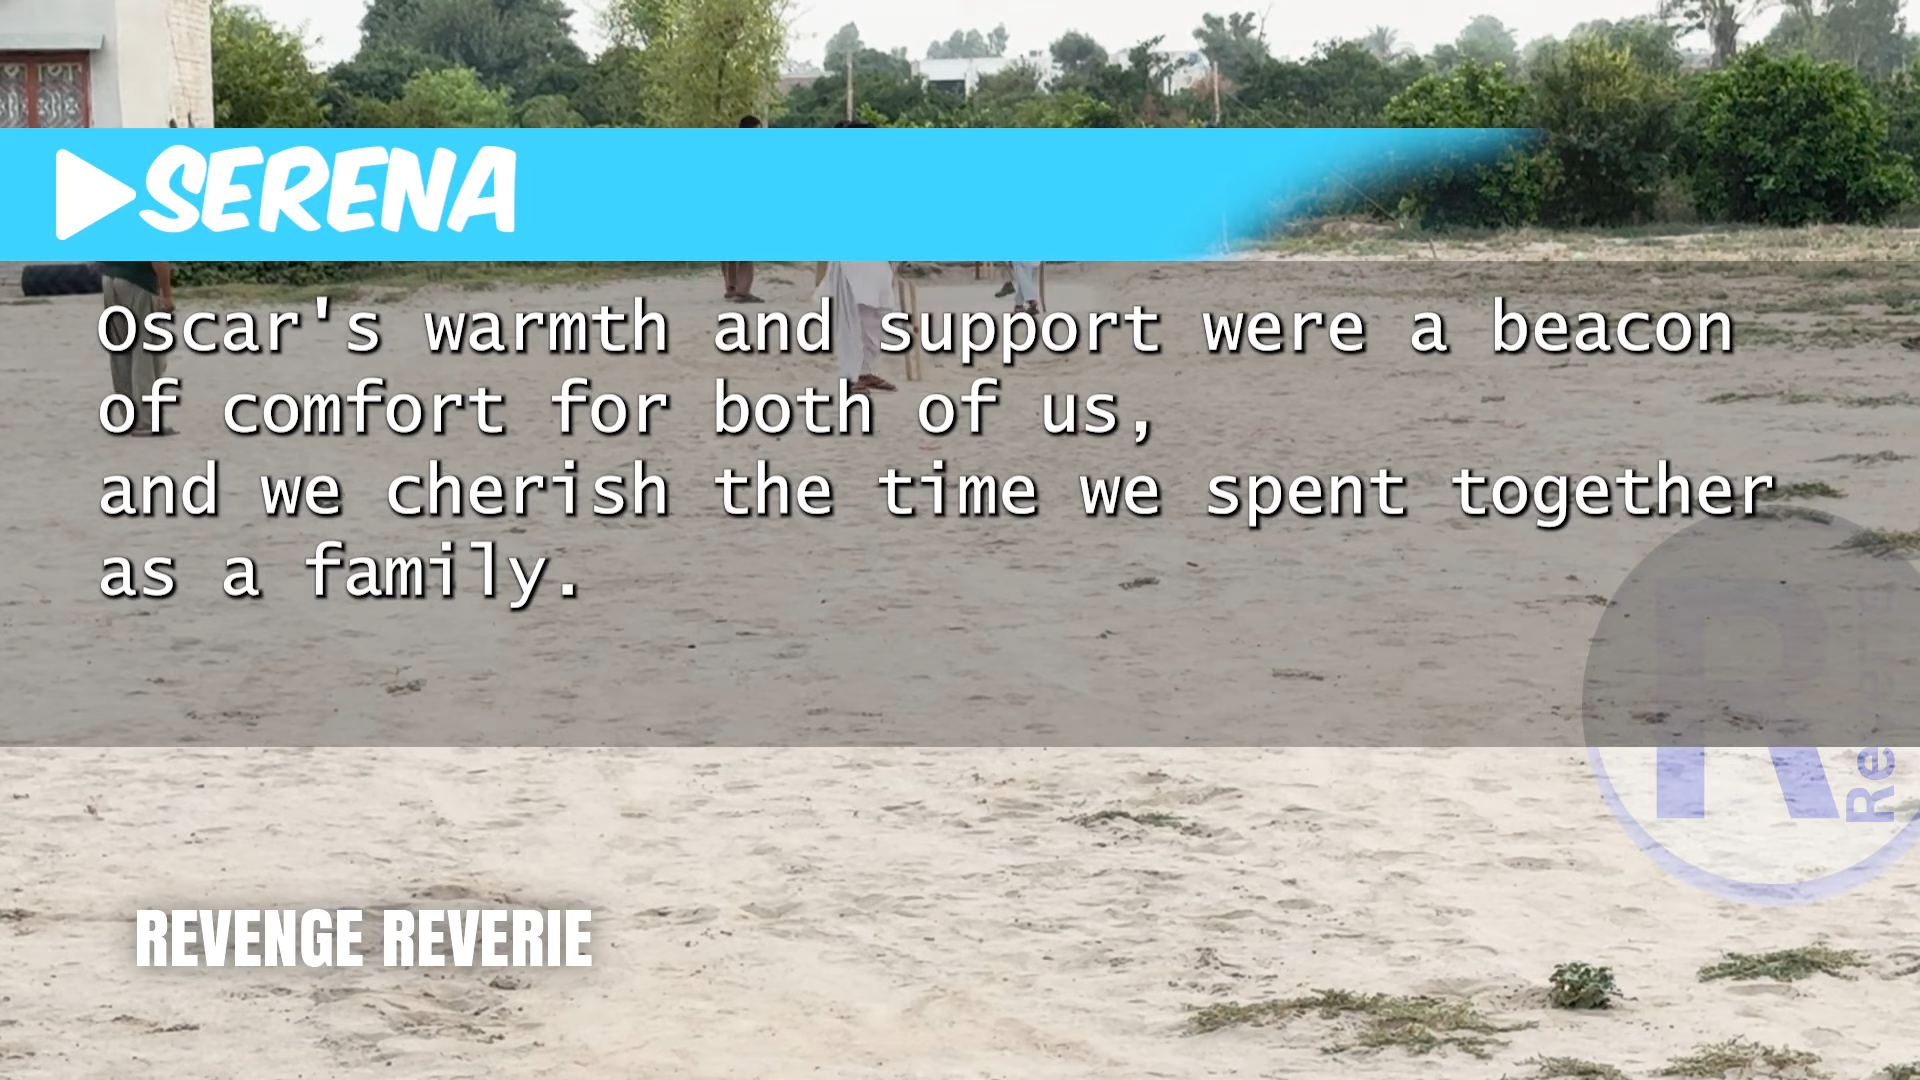 SERENA
Oscar's warmth and support were a beacon
of comfort for both of us,
and we cherish the time we spent together
as a family.
R
REVENGE REVERIE